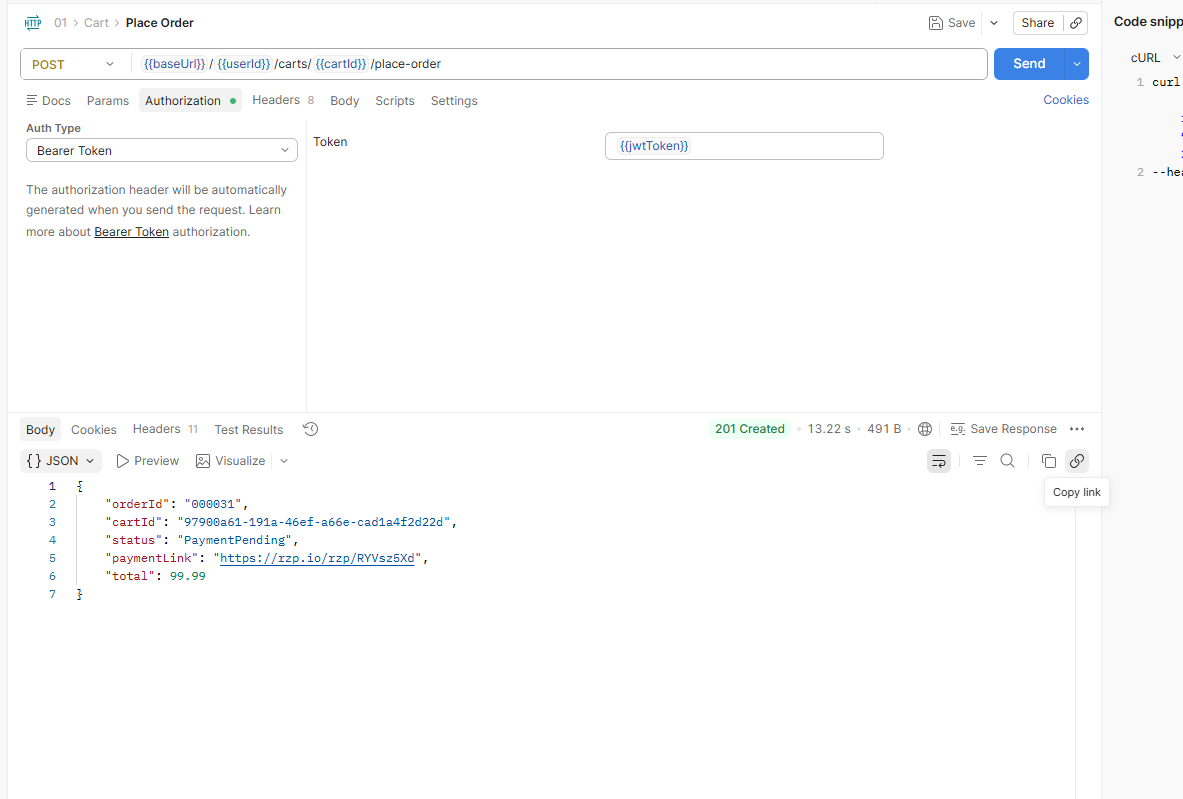 HTTP 01 > Cart > Place Order Save Share Code snipp
POST {{baseUrl}} / {{userId}} /carts/ {{cartId}} /place-order Send cURL
Docs Params Authorization Headers 8 Body Scripts Settings Cookies 1 curl
Auth Type
Bearer Token
Token {{jwtToken}}
2 --hea
The authorization header will be automatically
generated when you send the request. Learn
more about Bearer Token authorization.
Body Cookies Headers 11 Test Results 201 Created 13.22 s 491 B e.g. Save Response
{} JSON Preview Visualize
Copy link
1 {
2 "orderId": "000031",
3 "cartId": "97900a61-191a-46ef-a66e-cad1a4f2d22d",
4 "status": "PaymentPending",
5 "paymentLink": "https://rzp.io/rzp/RYVsz5Xd",
6 "total": 99.99
7 }